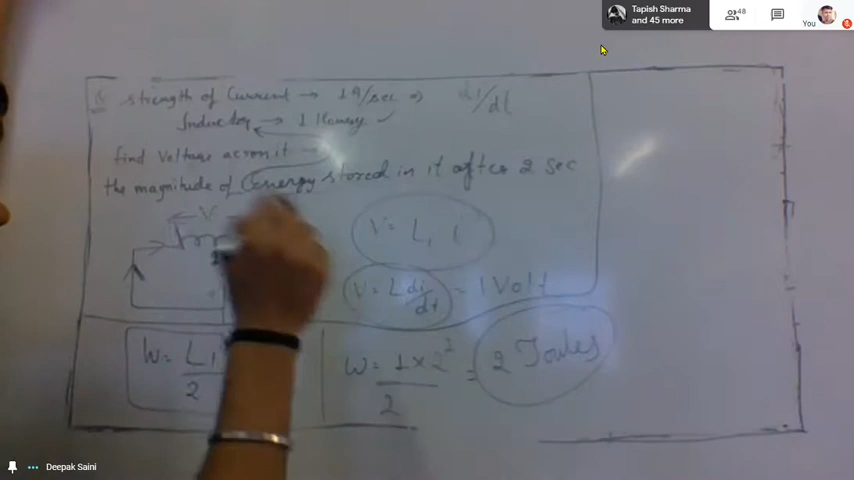 Tapish Sharma
and 45 more
48
You
Q strength of Current → 1A/sec ⇒ di/dt
Inductor → 1 Henry ✓
find Voltage across it →
the magnitude of Energy stored in it after 2 sec
← V
V = L, i
V = L di/dt = 1 Volt
W = Li
2
W = 1×2²/2 = 2 Joules
Deepak Saini